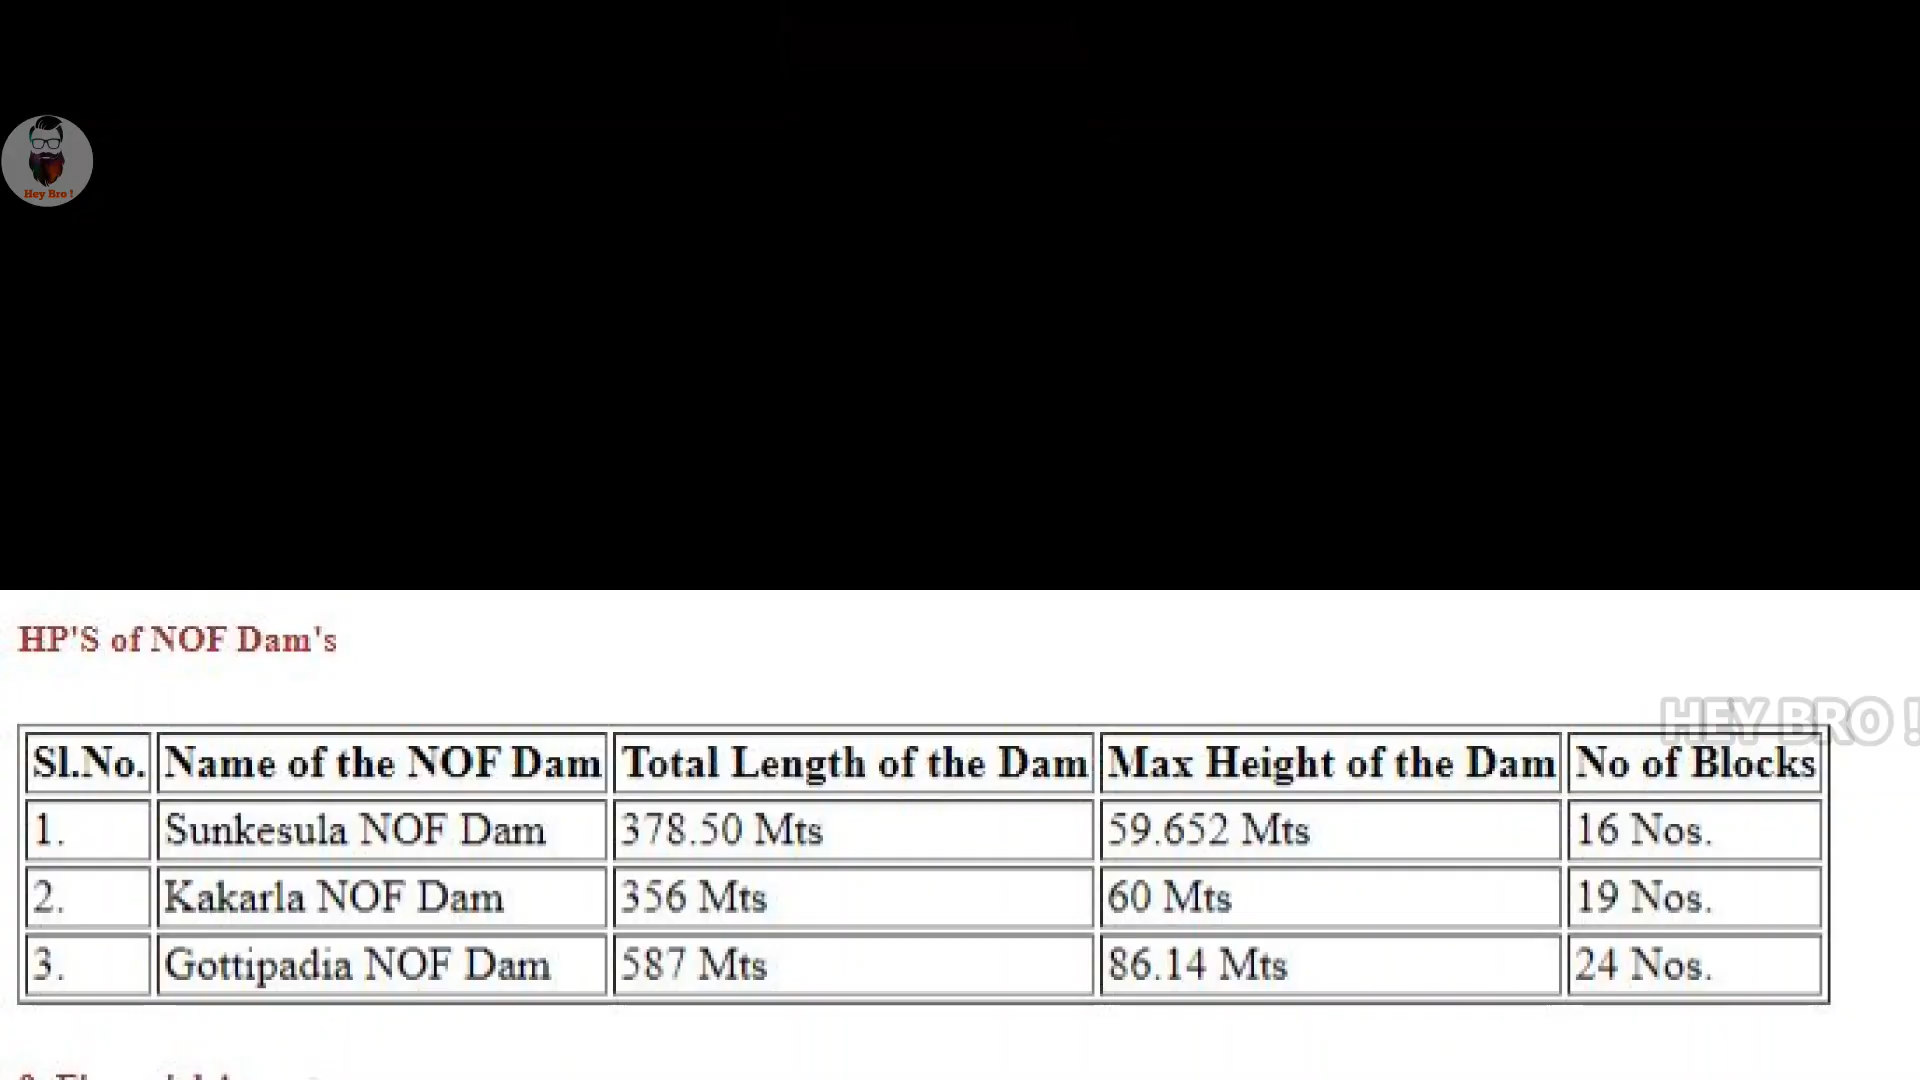 Hey Bro !
HP'S of NOF Dam's
HEY BRO !
Sl.No. Name of the NOF Dam Total Length of the Dam Max Height of the Dam No of Blocks
1. Sunkesula NOF Dam 378.50 Mts 59.652 Mts 16 Nos.
2. Kakarla NOF Dam 356 Mts 60 Mts 19 Nos.
3. Gottipadia NOF Dam 587 Mts 86.14 Mts 24 Nos.